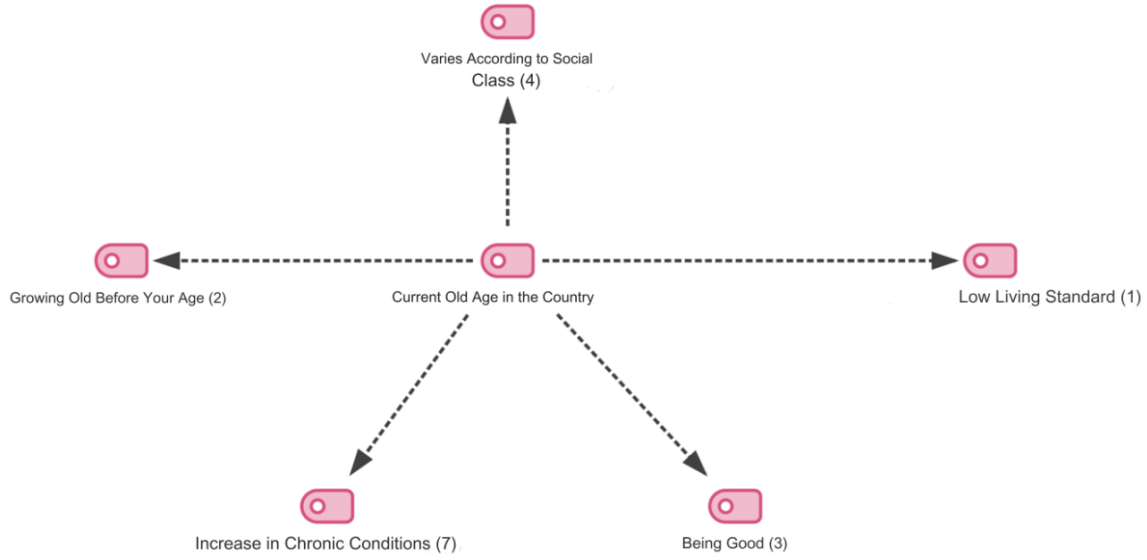 Varies According to Social
Class (4)
Growing Old Before Your Age (2)
Current Old Age in the Country
Low Living Standard (1)
Increase in Chronic Conditions (7)
Being Good (3)